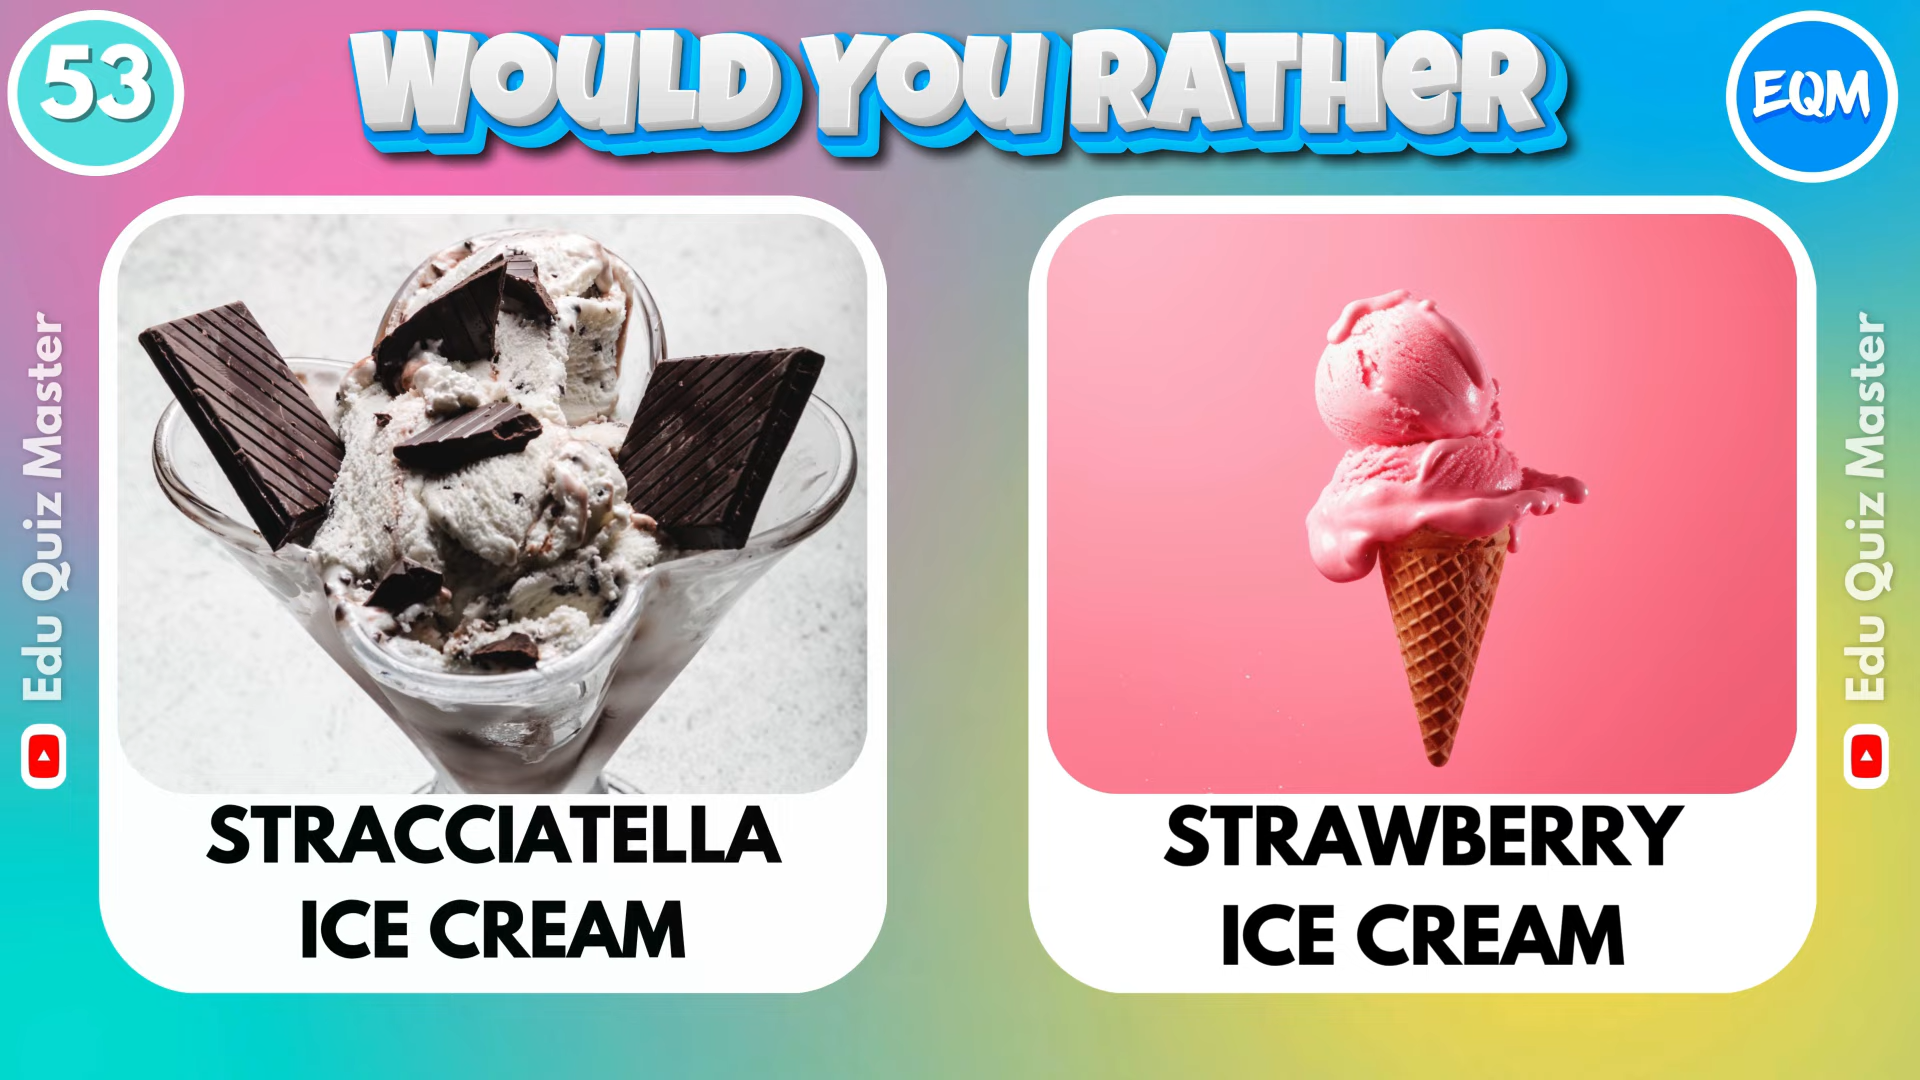 53
WOULD YOU RATHER
EQM
Edu Quiz Master
STRACCIATELLA
ICE CREAM
STRAWBERRY
ICE CREAM
Edu Quiz Master